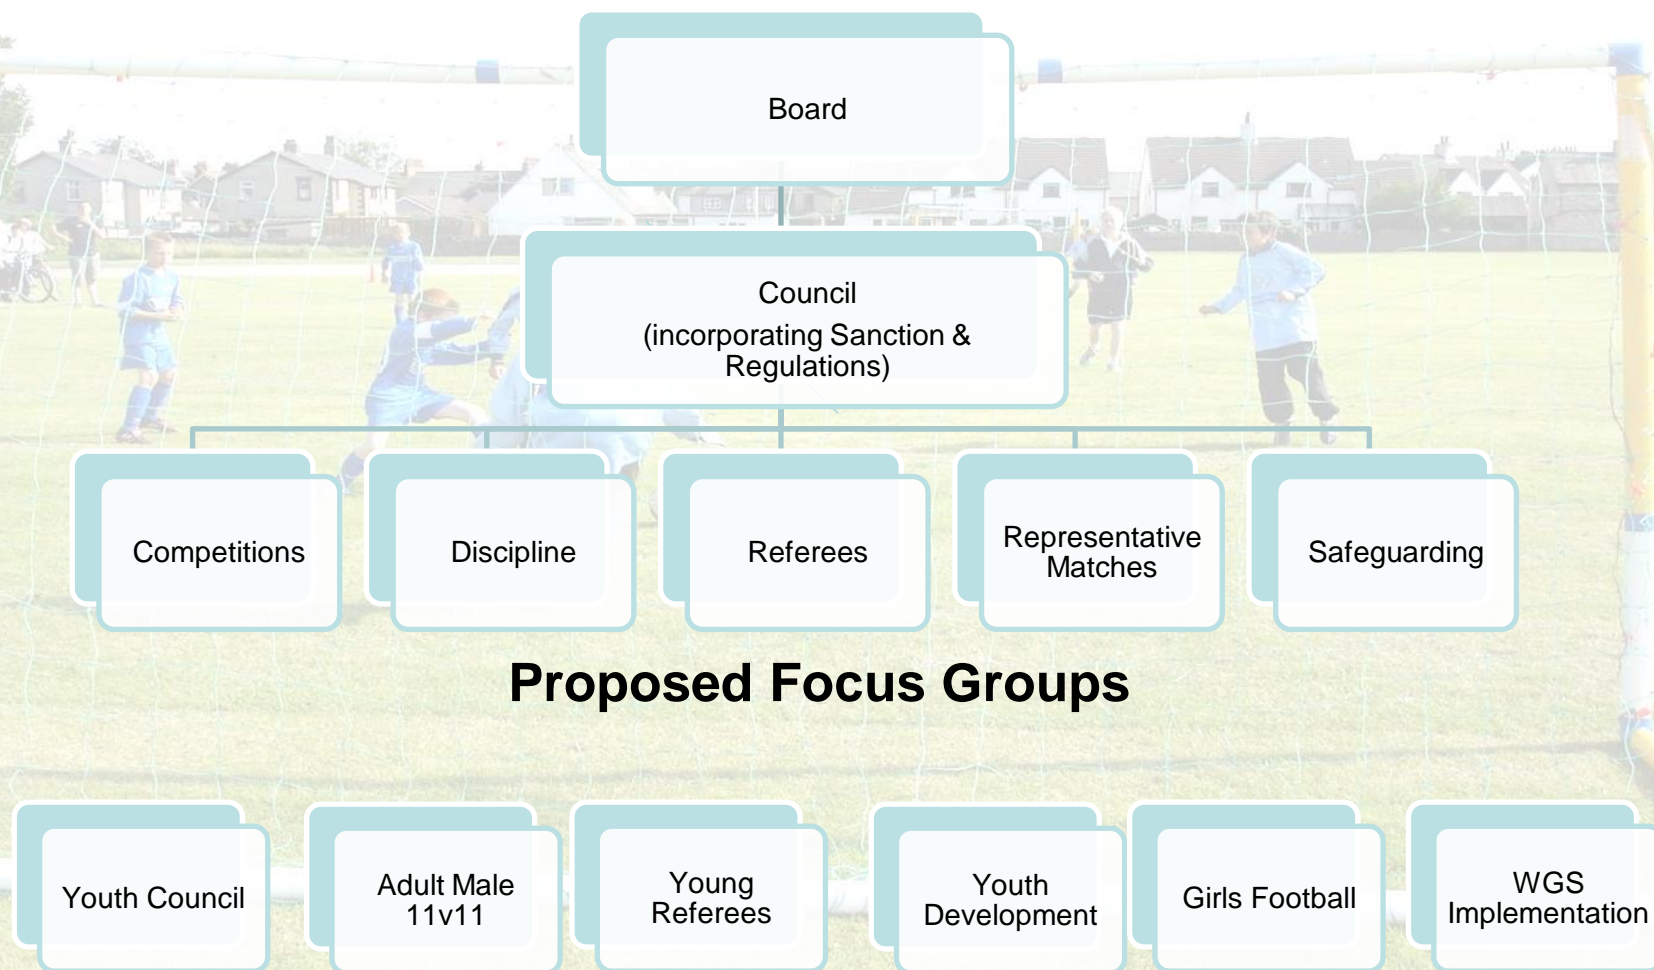 Board
Council
(incorporating Sanction &
Regulations)
Competitions
Discipline
Referees
Representative
Matches
Safeguarding
Proposed Focus Groups
Youth Council
Adult Male
11v11
Young
Referees
Youth
Development
Girls Football
WGS
Implementation